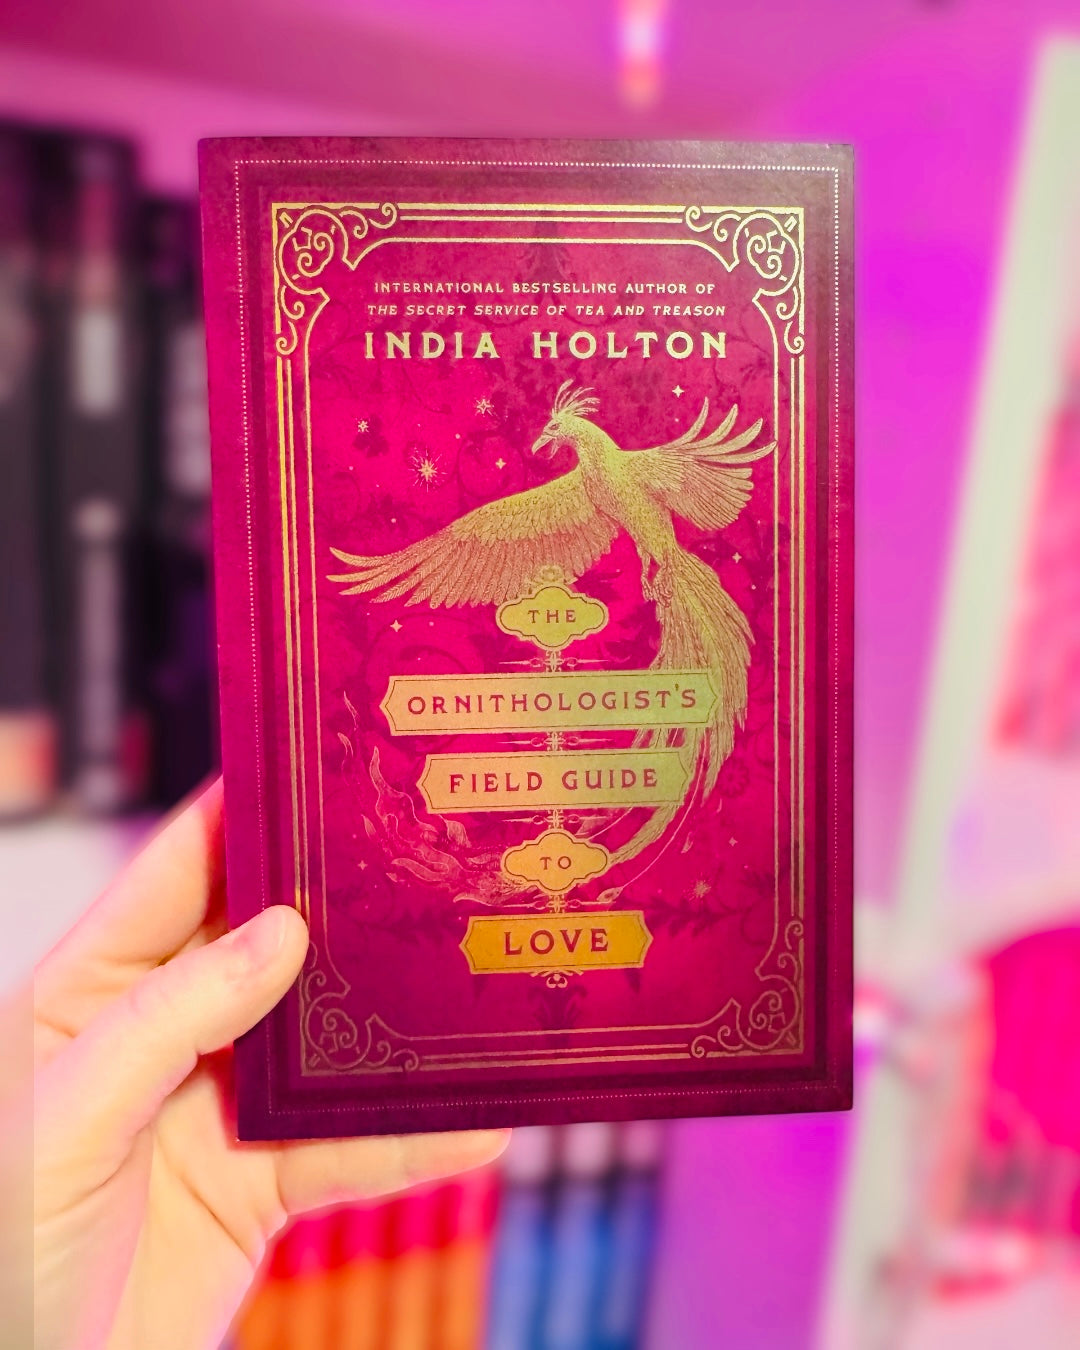 INTERNATIONAL BESTSELLING AUTHOR OF
THE SECRET SERVICE OF TEA AND TREASON
INDIA HOLTON
THE
ORNITHOLOGIST'S
FIELD GUIDE
TO
LOVE